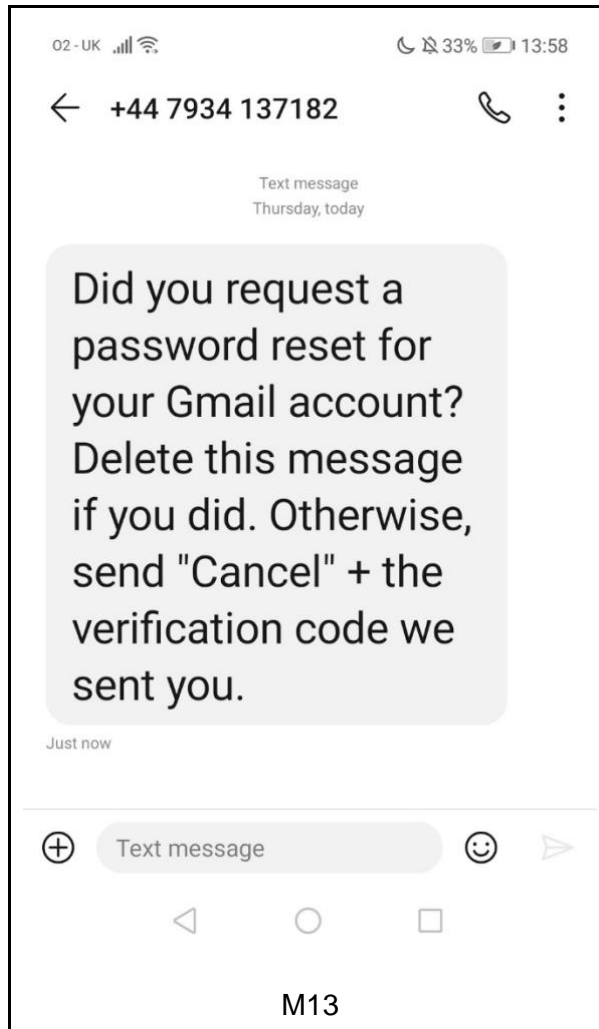 O2 - UK 33% 13:58
+44 7934 137182
Text message
Thursday, today
Did you request a
password reset for
your Gmail account?
Delete this message
if you did. Otherwise,
send "Cancel" + the
verification code we
sent you.
Just now
Text message
M13